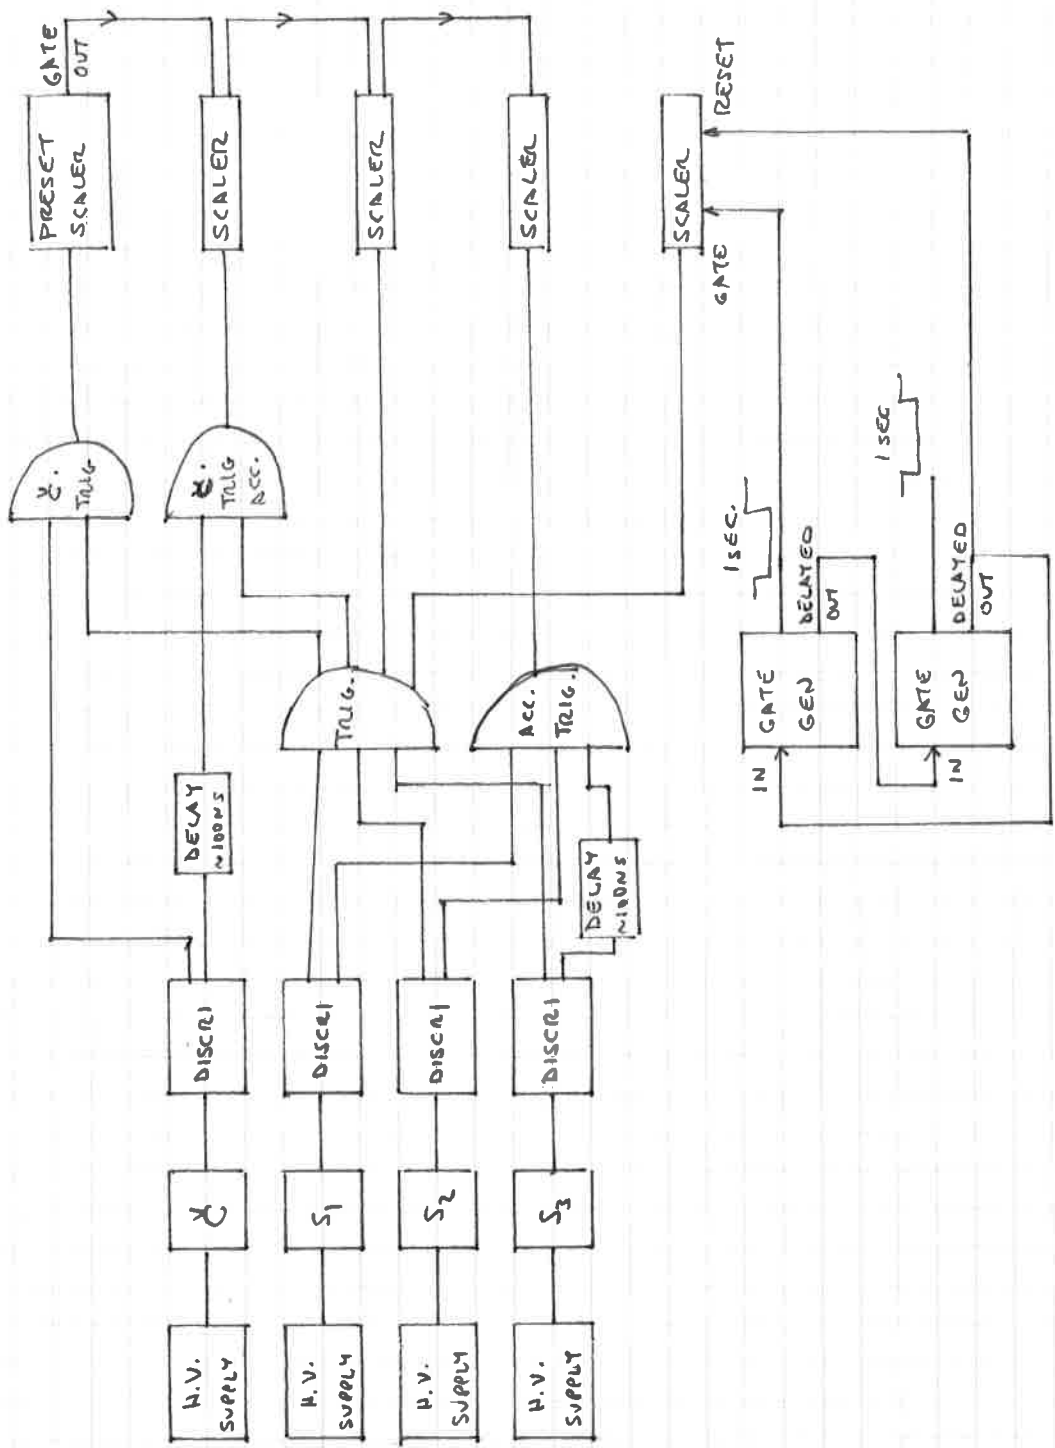 H.V.
SUPPLY
H.V.
SUPPLY
H.V.
SUPPLY
H.V.
SUPPLY
Č
S1
S2
S3
DISCRI
DISCRI
DISCRI
DISCRI
DELAY
~100NS
DELAY
~100NS
TRIG.
ACC.
TRIG.
Č.
TRIG
Č.
TRIG
ACC.
PRESET
SCALER
GATE
OUT
SCALER
SCALER
SCALER
SCALER
GATE
RESET
IN
GATE
GEN
DELAYED
OUT
1 SEC.
IN
GATE
GEN
DELAYED
OUT
1 SEC